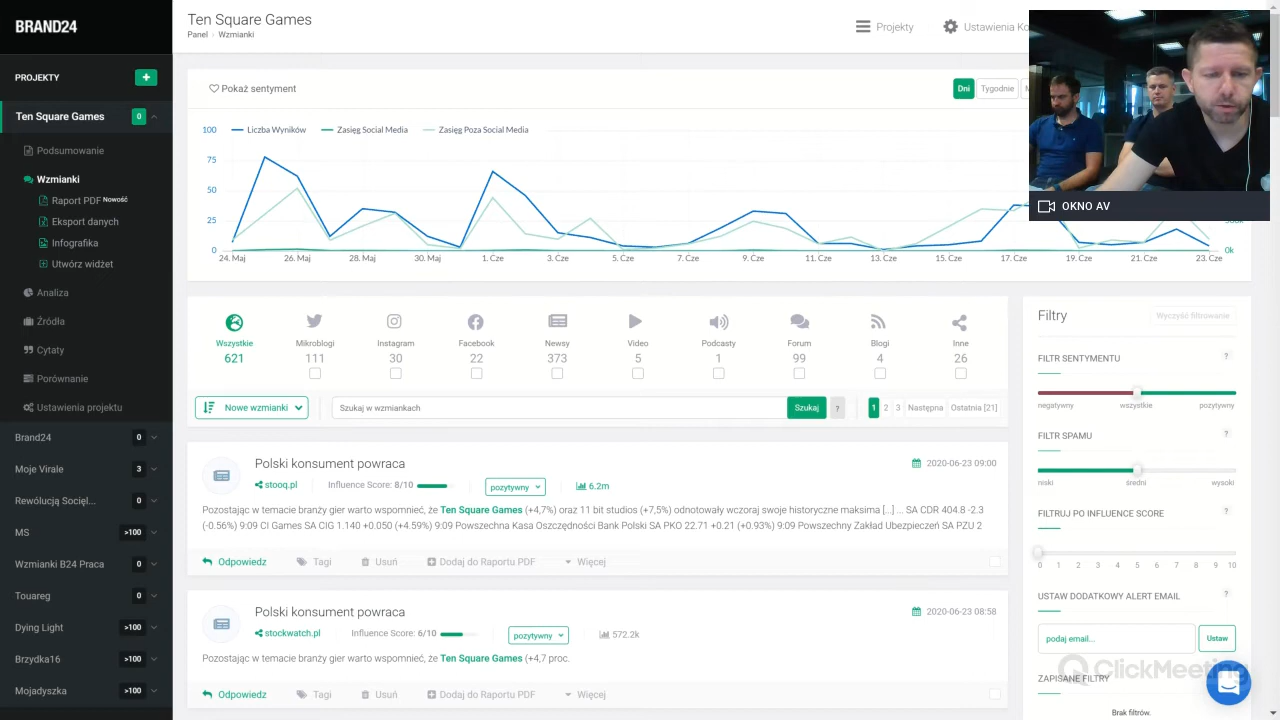 BRAND24
PROJEKTY
Ten Square Games 0
Podsumowanie
Wzmianki
Raport PDF Nowość
Eksport danych
Infografika
Utwórz widżet
Analiza
Źródła
Cytaty
Porównanie
Ustawienia projektu
Brand24 0
Moje Virale 3
Rewólucją Socięl... 0
MS 0
Wzmianki B24 Praca 0
Touareg 0
Dying Light >100
Brzydka16 >100
Mojadyszka >100
Ten Square Games
Panel › Wzmianki
Projekty
Ustawienia Ko
Pokaż sentyment
Dni Tygodnie
Liczba Wyników Zasięg Social Media Zasięg Poza Social Media
100
75
50
25
0
0k
24. Maj 26. Maj 28. Maj 30. Maj 1. Cze 3. Cze 5. Cze 7. Cze 9. Cze 11. Cze 13. Cze 15. Cze 17. Cze 19. Cze 21. Cze 23. Cze
OKNO AV
Wszystkie Mikroblogi Instagram Facebook Newsy Video Podcasty Forum Blogi Inne
621 111 30 22 373 5 1 99 4 26
Nowe wzmianki Szukaj w wzmiankach Szukaj ? 1 2 3 Następna Ostatnia [21]
Polski konsument powraca 2020-06-23 09:00
stooq.pl Influence Score: 8/10 pozytywny 6.2m
Pozostając w temacie branży gier warto wspomnieć, że Ten Square Games (+4,7%) oraz 11 bit studios (+7,5%) odnotowały wczoraj swoje historyczne maksima [...] ... SA CDR 404.8 -2.3
(-0.56%) 9:09 CI Games SA CIG 1.140 +0.050 (+4.59%) 9:09 Powszechna Kasa Oszczędności Bank Polski SA PKO 22.71 +0.21 (+0.93%) 9:09 Powszechny Zakład Ubezpieczeń SA PZU 2
Odpowiedz Tagi Usuń Dodaj do Raportu PDF Więcej
Polski konsument powraca 2020-06-23 08:58
stockwatch.pl Influence Score: 6/10 pozytywny 572.2k
Pozostając w temacie branży gier warto wspomnieć, że Ten Square Games (+4,7 proc.
Odpowiedz Tagi Usuń Dodaj do Raportu PDF Więcej
Filtry Wyczyść filtrowanie
FILTR SENTYMENTU ?
negatywny wszystkie pozytywny
FILTR SPAMU ?
niski średni wysoki
FILTRUJ PO INFLUENCE SCORE ?
0 1 2 3 4 5 6 7 8 9 10
USTAW DODATKOWY ALERT EMAIL ?
podaj email... Ustaw
ClickMeeting
ZAPISANE FILTRY
Brak filtrów.